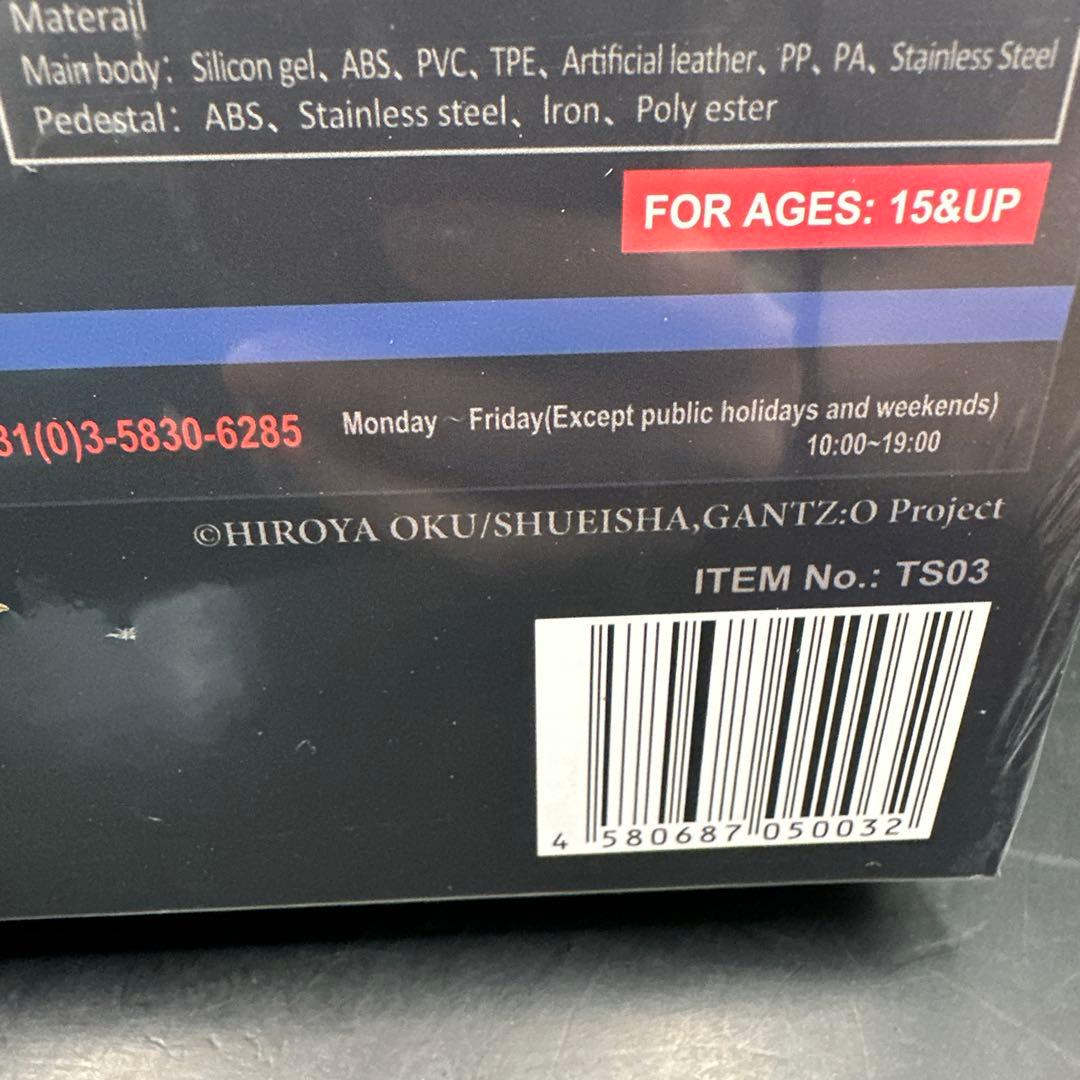 Materail
Main body: Silicon gel、ABS、PVC、TPE、Artificial leather、PP、PA、Stainless Steel
Pedestal: ABS、Stainless steel、Iron、Poly ester
FOR AGES: 15&UP
81(0)3-5830-6285
Monday ~ Friday(Except public holidays and weekends)
10:00~19:00
©HIROYA OKU/SHUEISHA,GANTZ:O Project
ITEM No.: TS03
4 580687 050032